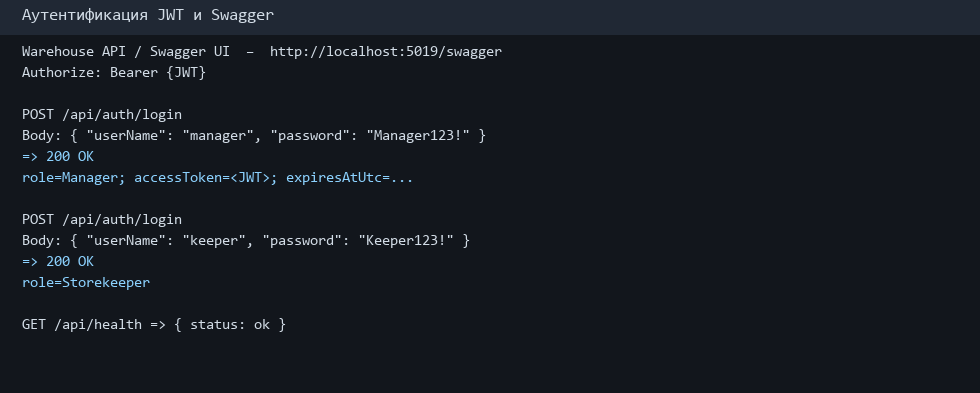 Аутентификация JWT и Swagger
Warehouse API / Swagger UI – http://localhost:5019/swagger
Authorize: Bearer {JWT}
POST /api/auth/login
Body: { "userName": "manager", "password": "Manager123!" }
=> 200 OK
role=Manager; accessToken=<JWT>; expiresAtUtc=...
POST /api/auth/login
Body: { "userName": "keeper", "password": "Keeper123!" }
=> 200 OK
role=Storekeeper
GET /api/health => { status: ok }